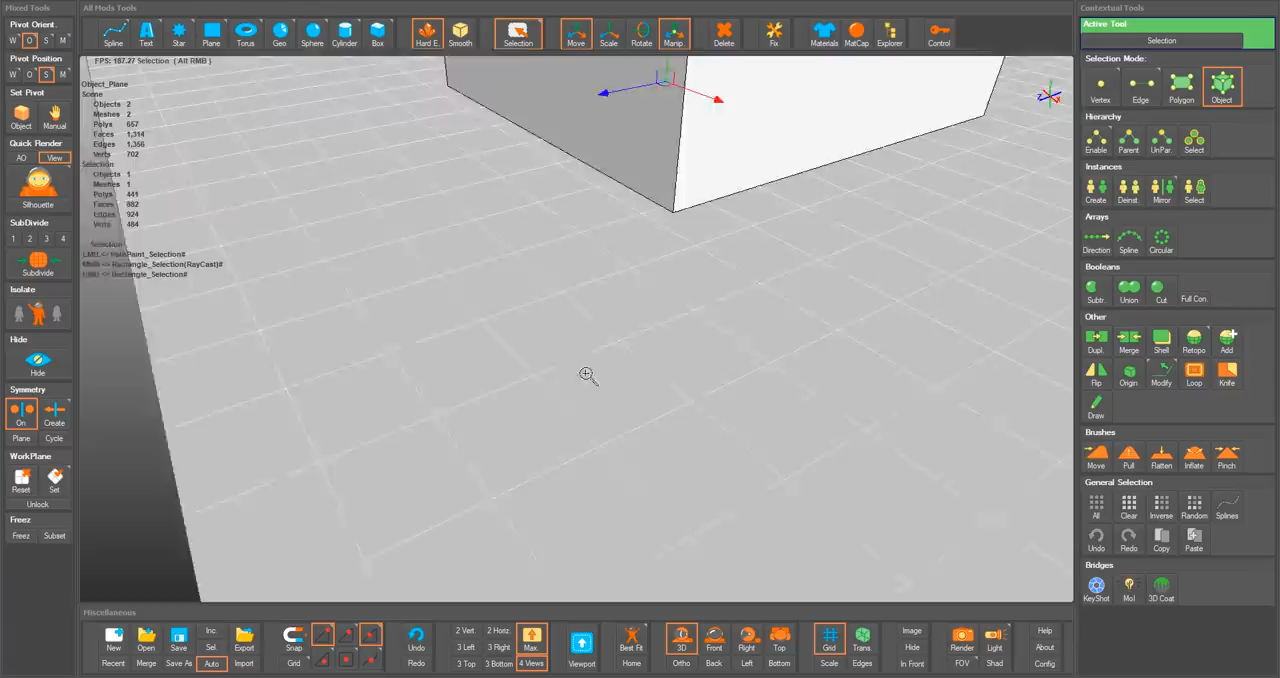 Mixed Tools
All Mods Tools
Contextual Tools
Pivot Orient.
W O S M
Pivot Position
W O S M
Set Pivot
Object Manual
Quick Render
AO View
Silhouette
SubDivide
1 2 3 4
Subdivide
Isolate
Hide
Hide
Symmetry
On Create
Plane Cycle
WorkPlane
Reset Set
Unlock
Freez
Freez Subset
Spline Text Star Plane Torus Geo Sphere Cylinder Box Hard E. Smooth Selection Move Scale Rotate Manip. Delete Fix Materials MatCap Explorer Control
FPS: 187.27 Selection ( Alt RMB )
Object_Plane
Scene
Objects 2
Meshes 2
Polys 657
Faces 1,314
Edges 1,356
Verts 702
Selection
Objects 1
Meshes 1
Polys 441
Faces 882
Edges 924
Verts 484
Selection
Rectangle_Selection(RayCast)#
Rectangle_Selection#
Active Tool
Selection
Selection Mode:
Vertex Edge Polygon Object
Hierarchy
Enable Parent UnPar. Select
Instances
Create Deinst. Mirror Select
Arrays
Direction Spline Circular
Booleans
Subtr. Union Cut Full Con.
Other
Dupl. Merge Shell Retopo Add
Flip Origin Modify Loop Knife
Draw
Brushes
Move Pull Flatten Inflate Pinch
General Selection
All Clear Inverse Random Splines
Undo Redo Copy Paste
Bridges
KeyShot MoI 3D Coat
Miscellaneous
New Open Save Inc. Export Snap Undo 2 Vert. 2 Horz. Max. Viewport Best Fit 3D Front Right Top Grid Trans. Image Render Light Help
Sel. 3 Left 3 Right Hide About
Recent Merge Save As Auto Import Grid Redo 3 Top 3 Bottom 4 Views Home Ortho Back Left Bottom Scale Edges In Front FOV Shad Config